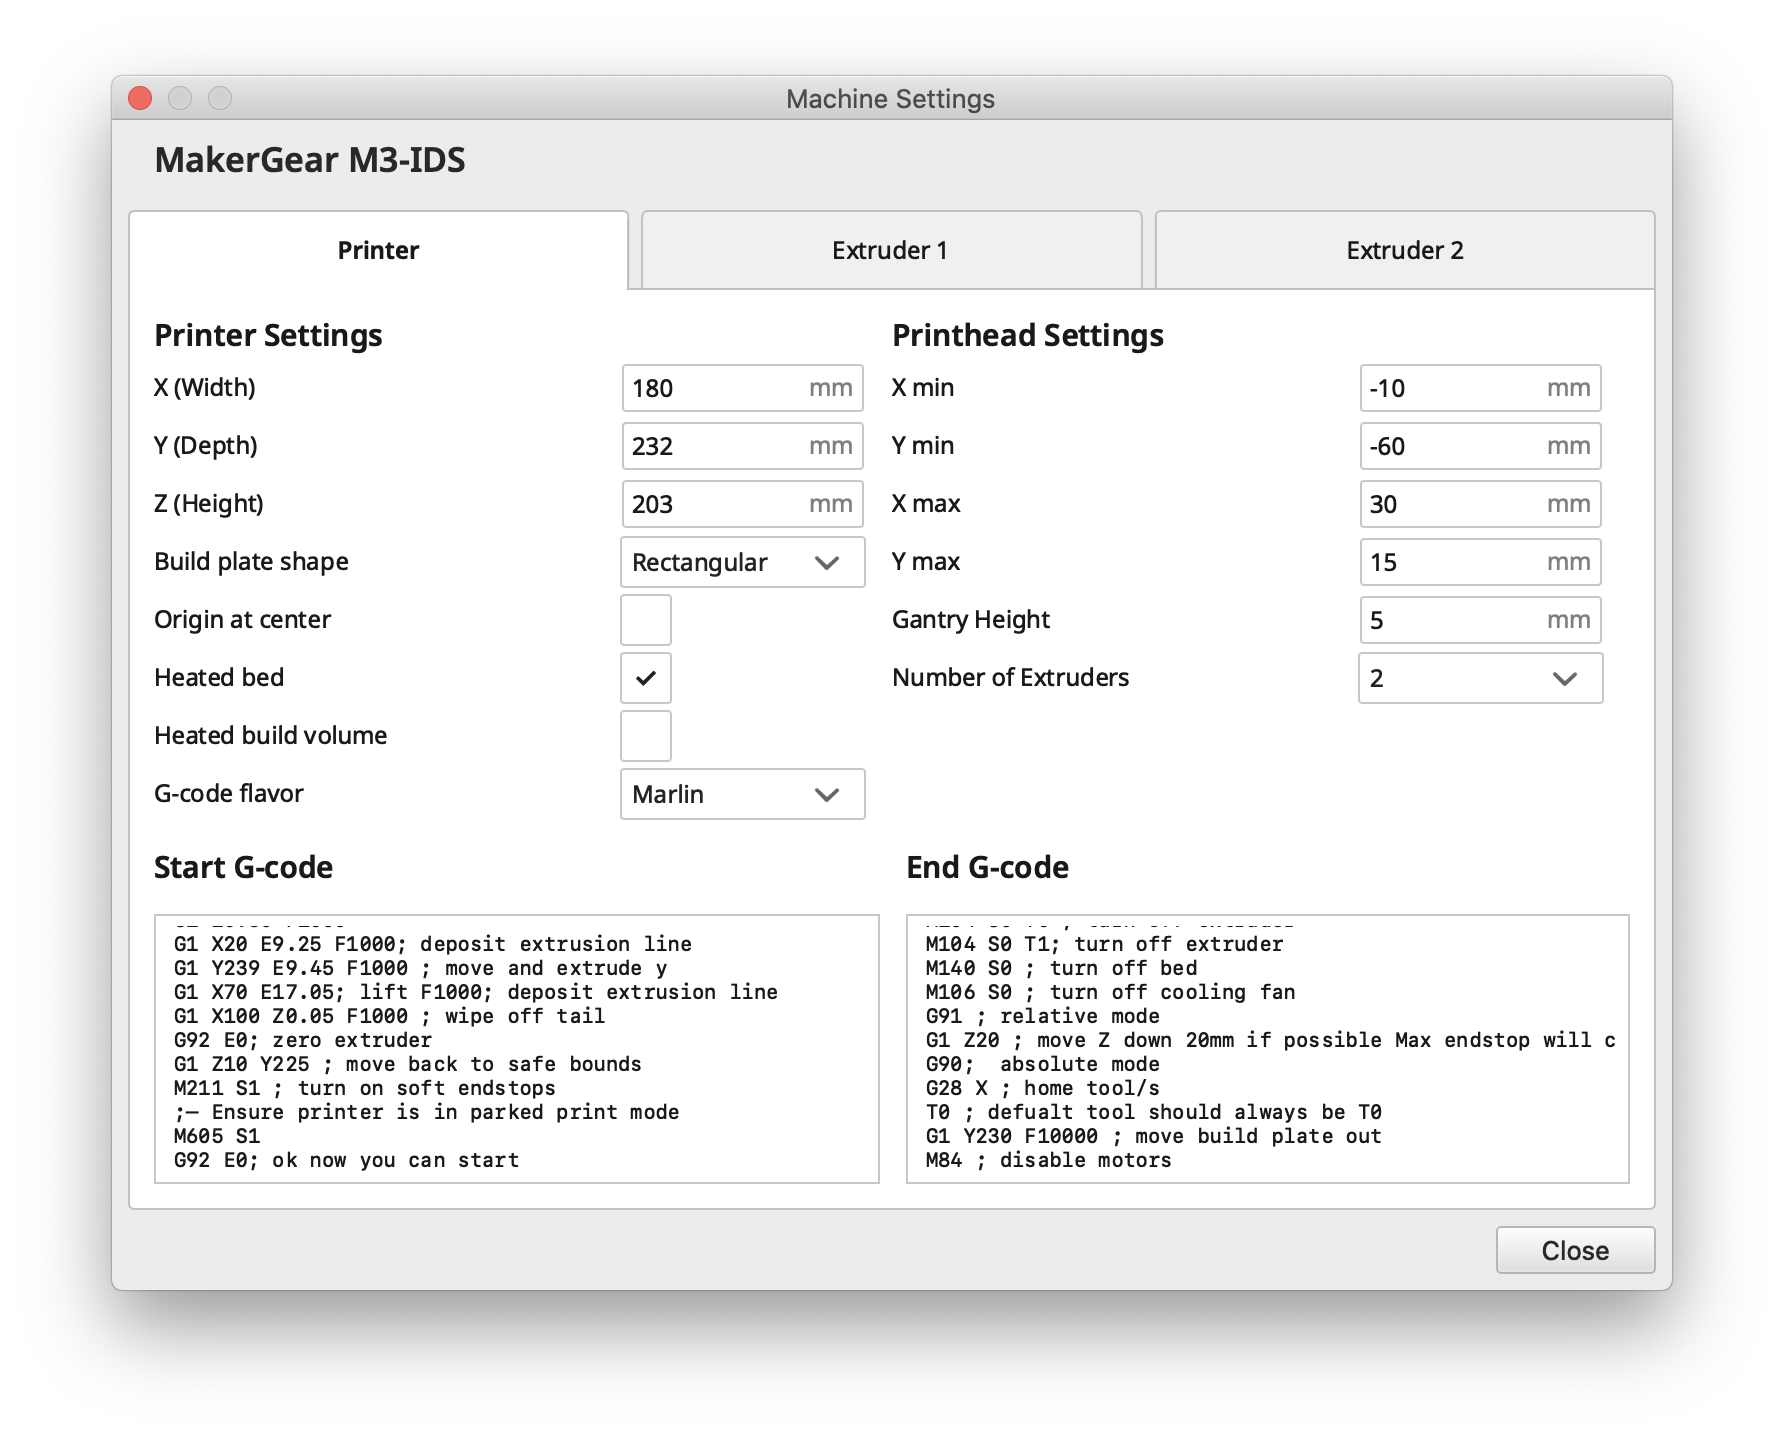 Machine Settings
MakerGear M3-IDS
Printer
Extruder 1
Extruder 2
Printer Settings
X (Width)
180 mm
Y (Depth)
232 mm
Z (Height)
203 mm
Build plate shape
Rectangular
Origin at center
Heated bed
Heated build volume
G-code flavor
Marlin
Printhead Settings
X min
-10 mm
Y min
-60 mm
X max
30 mm
Y max
15 mm
Gantry Height
5 mm
Number of Extruders
2
Start G-code
G1 X20 E9.25 F1000; deposit extrusion line
G1 Y239 E9.45 F1000 ; move and extrude y
G1 X70 E17.05; lift F1000; deposit extrusion line
G1 X100 Z0.05 F1000 ; wipe off tail
G92 E0; zero extruder
G1 Z10 Y225 ; move back to safe bounds
M211 S1 ; turn on soft endstops
;— Ensure printer is in parked print mode
M605 S1
G92 E0; ok now you can start
End G-code
M104 S0 T1; turn off extruder
M140 S0 ; turn off bed
M106 S0 ; turn off cooling fan
G91 ; relative mode
G1 Z20 ; move Z down 20mm if possible Max endstop will c
G90;  absolute mode
G28 X ; home tool/s
T0 ; defualt tool should always be T0
G1 Y230 F10000 ; move build plate out
M84 ; disable motors
Close